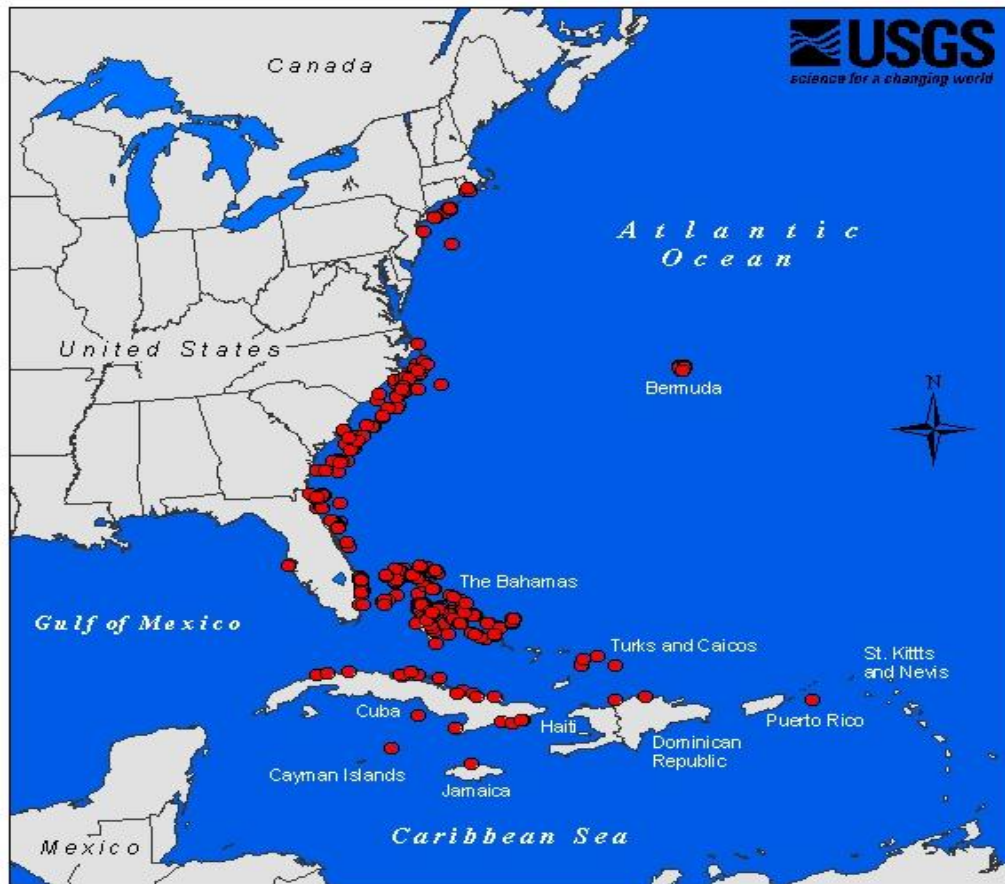 USGS
science for a changing world
Canada
Atlantic
Ocean
United States
Bermuda
N
The Bahamas
Gulf of Mexico
Turks and Caicos
St. Kittts
and Nevis
Cuba
Haiti
Puerto Rico
Dominican
Republic
Cayman Islands
Jamaica
Caribbean Sea
Mexico